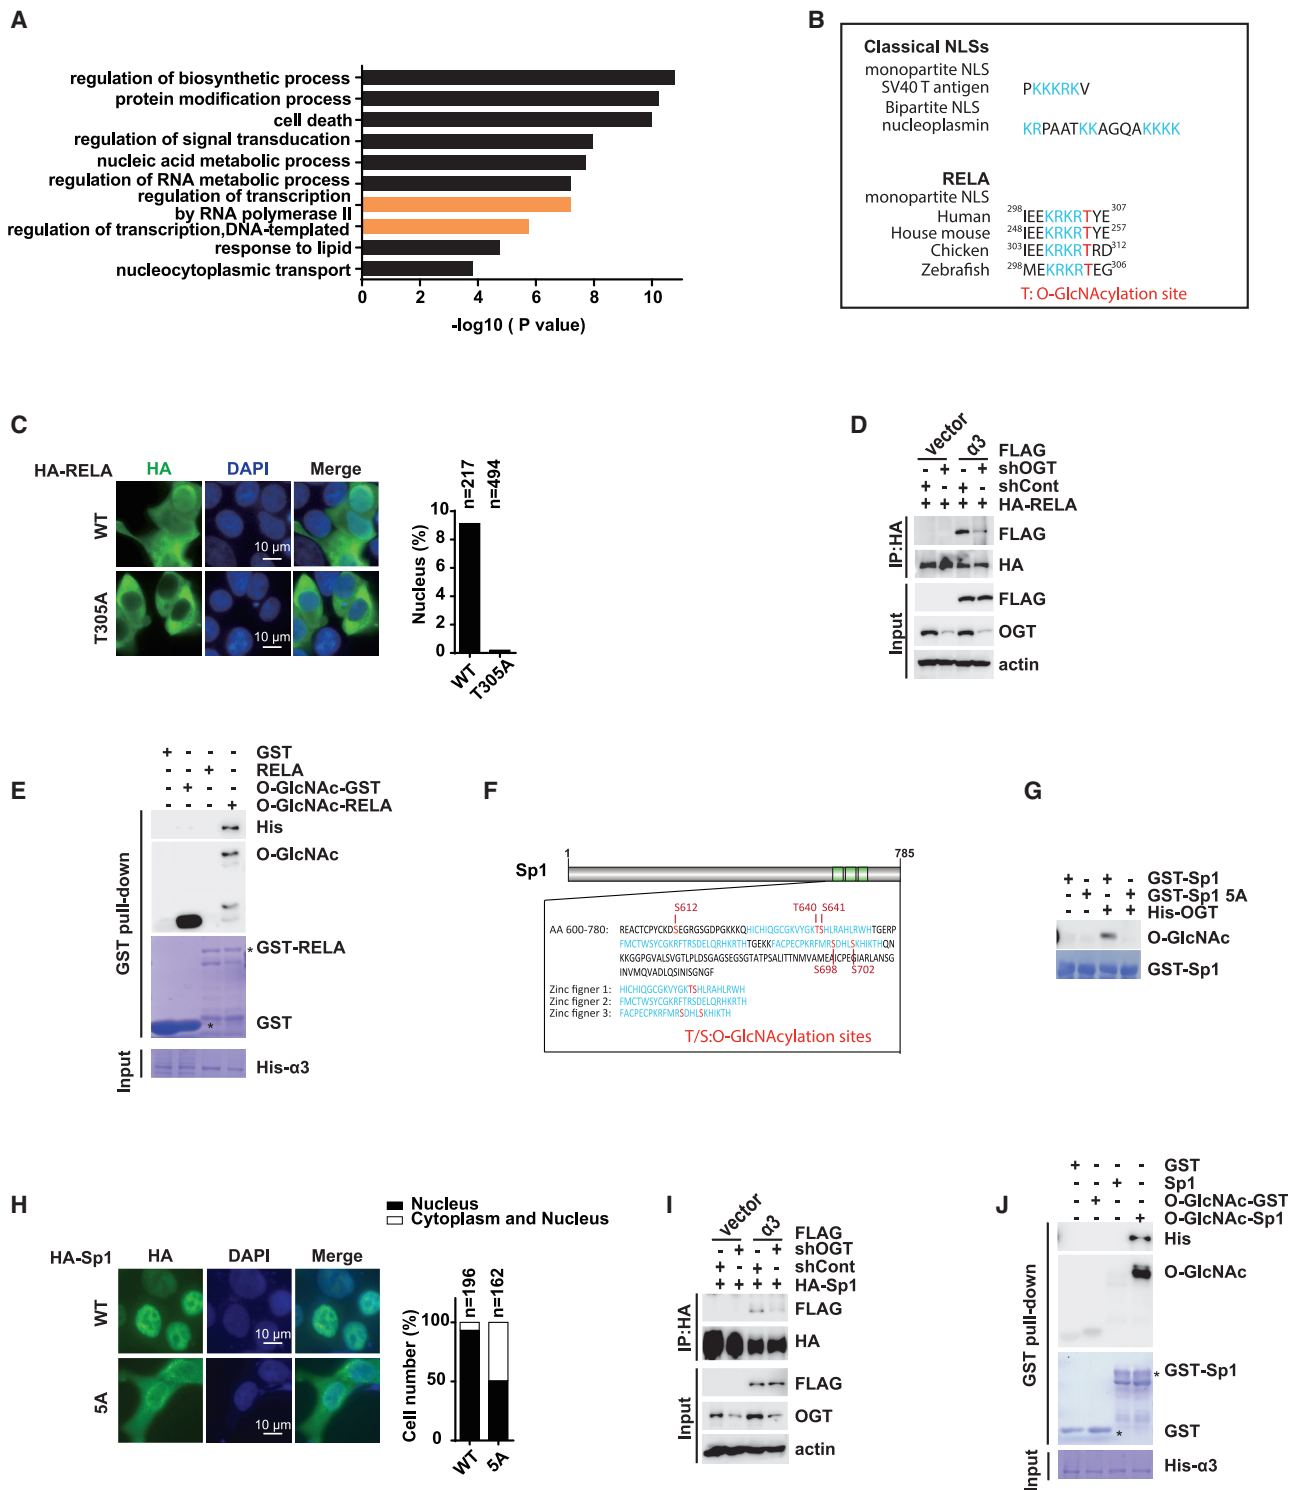 A
regulation of biosynthetic process
protein modification process
cell death
regulation of signal transducation
nucleic acid metabolic process
regulation of RNA metabolic process
regulation of transcription
by RNA polymerase II
regulation of transcription,DNA-templated
response to lipid
nucleocytoplasmic transport
0 2 4 6 8 10
-log10 ( P value)
B
Classical NLSs
monopartite NLS
SV40 T antigen PKKKRKV
Bipartite NLS
nucleoplasmin KRPAATKKAGQAKKKK
RELA
monopartite NLS
Human 298IEEKRKRTYE307
House mouse 248IEEKRKRTYE257
Chicken 303IEEKRKRTRD312
Zebrafish 298MEKRKRTEG306
T: O-GlcNAcylation site
C
HA-RELA HA DAPI Merge
WT
10 µm
T305A
10 µm
n=217
n=494
Nucleus (%)
10
8
6
4
2
0
WT
T305A
D
vector α3 FLAG
- + - + shOGT
+ - + - shCont
+ + + + HA-RELA
IP:HA
FLAG
HA
Input
FLAG
OGT
actin
E
+ - - - GST
- - + - RELA
- + - - O-GlcNAc-GST
- - - + O-GlcNAc-RELA
GST pull-down
His
O-GlcNAc
* GST-RELA
* GST
Input
His-α3
F
Sp1
1
785
S612 T640 S641
AA 600-780: REACTCPYCKDSEGRGSGDPGKKKQHICHIQGCGKVYGKTSHLRAHLRWHTGERP
FMCTWSYCGKRFTRSDELQRHKRTHTGEKKFACPECPKRFMRSDHLSKHIKTHQN
KKGGPGVALSVGTLPLDSGAGSEGSGTATPSALITTNMVAMEAICPEGIARLANSG
INVMQVADLQSINISGNGF
S698 S702
Zinc figner 1: HICHIQGCGKVYGKTSHLRAHLRWH
Zinc figner 2: FMCTWSYCGKRFTRSDELQRHKRTH
Zinc figner 3: FACPECPKRFMRSDHLSKHIKTH
T/S:O-GlcNAcylation sites
G
+ - + - GST-Sp1
- + - + GST-Sp1 5A
- - + + His-OGT
O-GlcNAc
GST-Sp1
H
Nucleus
Cytoplasm and Nucleus
HA-Sp1 HA DAPI Merge
WT
10 µm
5A
10 µm
n=196
n=162
Cell number (%)
100
50
0
WT
5A
I
vector α3 FLAG
- + - + shOGT
+ - + - shCont
+ + + + HA-Sp1
IP:HA
FLAG
HA
Input
FLAG
OGT
actin
J
+ - - - GST
- - + - Sp1
- + - - O-GlcNAc-GST
- - - + O-GlcNAc-Sp1
GST pull-down
His
O-GlcNAc
GST-Sp1
*
* GST
Input
His-α3